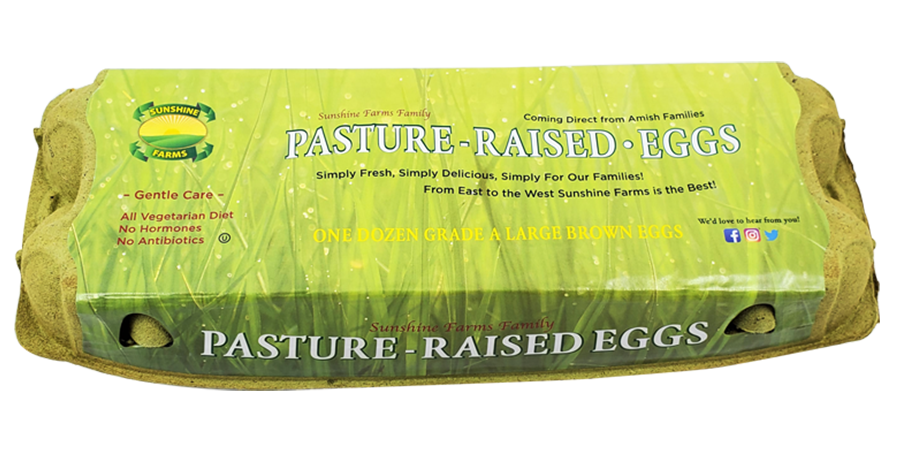 SUNSHINE
FARMS
Sunshine Farms Family
Coming Direct from Amish Families
PASTURE-RAISED·EGGS
Simply Fresh, Simply Delicious, Simply For Our Families!
From East to the West Sunshine Farms is the Best!
– Gentle Care –
All Vegetarian Diet
No Hormones
No Antibiotics
U
ONE DOZEN GRADE A LARGE BROWN EGGS
We'd love to hear from you!
f
Sunshine Farms Family
PASTURE-RAISED EGGS